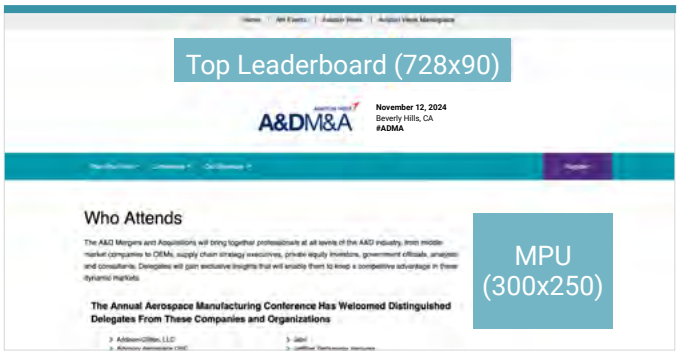 Home | AW Events | Aviation Week | Aviation Week Marketplace
Top Leaderboard (728x90)
A&DM&A
November 12, 2024
Beverly Hills, CA
#ADMA
Register
Who Attends
The A&D Mergers and Acquisitions will bring together professionals at all levels of the A&D industry, from middle
market companies to OEMs, supply chain strategy executives, private equity investors, government officials, analysts
and consultants. Delegates will gain exclusive insights that will enable them to keep a competitive advantage in these
dynamic markets.
MPU
(300x250)
The Annual Aerospace Manufacturing Conference Has Welcomed Distinguished
Delegates From These Companies and Organizations